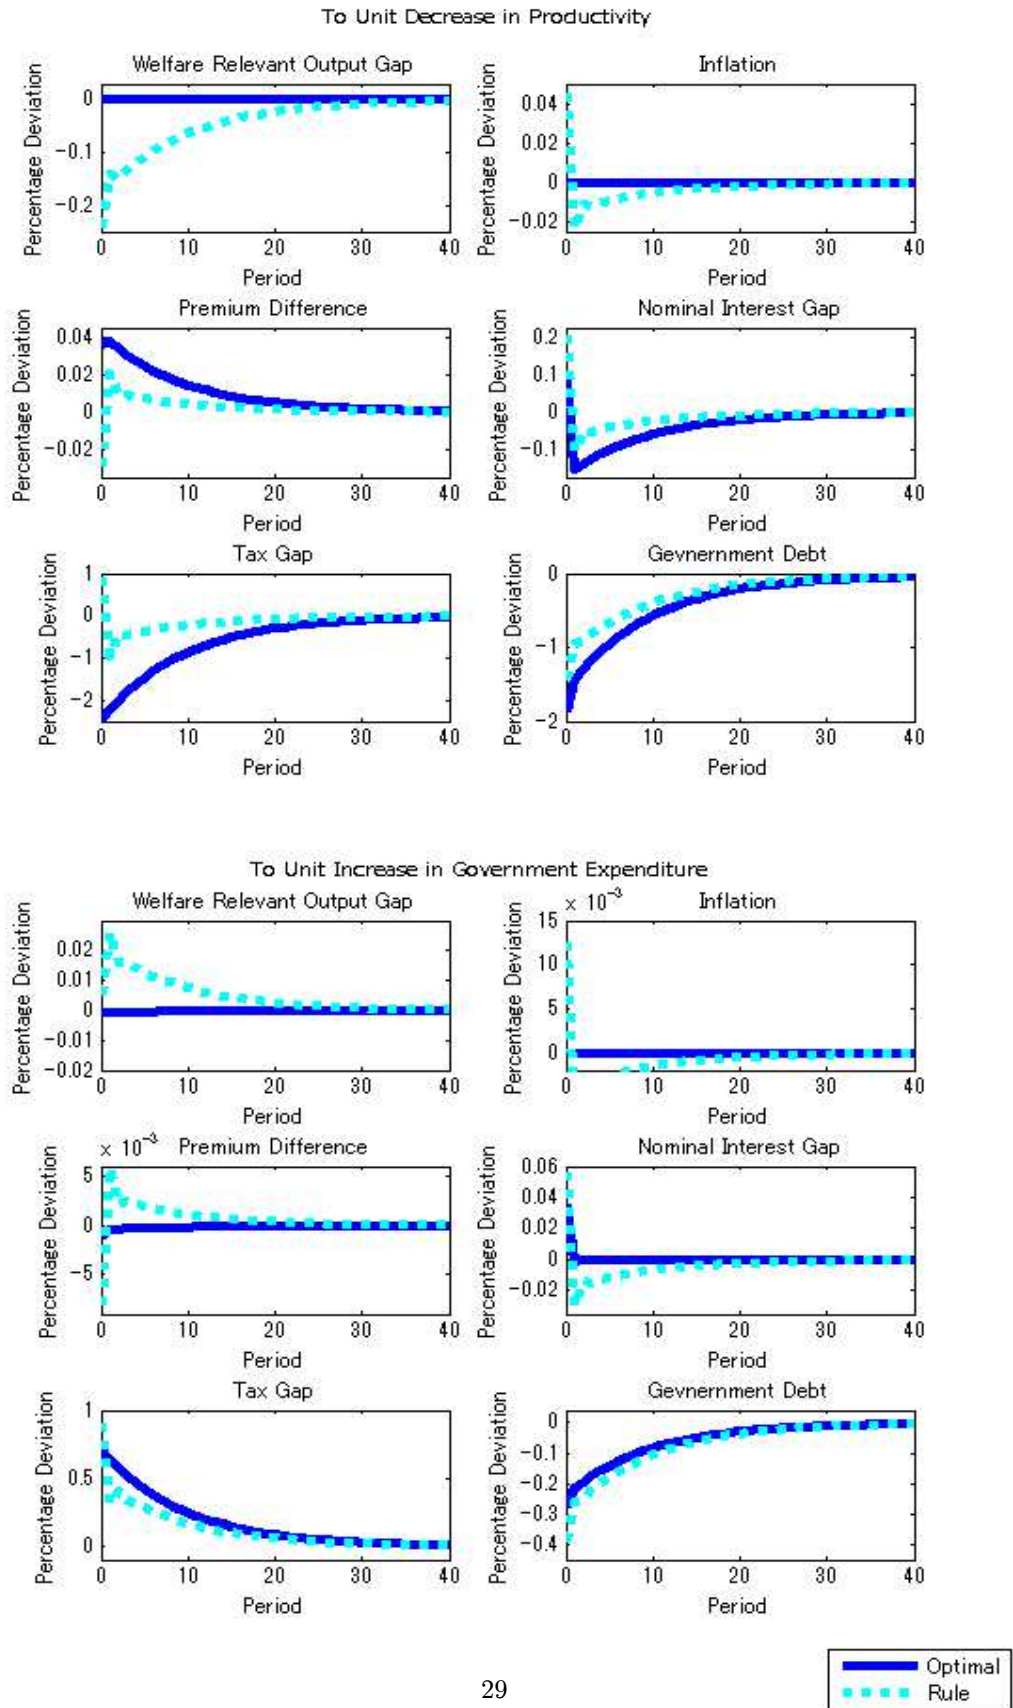 To Unit Decrease in Productivity
Welfare Relevant Output Gap
Percentage Deviation
0
-0.1
-0.2
0 10 20 30 40
Period
Inflation
Percentage Deviation
0.04
0.02
0
-0.02
0 10 20 30 40
Period
Premium Difference
Percentage Deviation
0.04
0.02
0
-0.02
0 10 20 30 40
Period
Nominal Interest Gap
Percentage Deviation
0.2
0.1
0
-0.1
0 10 20 30 40
Period
Tax Gap
Percentage Deviation
1
0
-1
-2
0 10 20 30 40
Period
Gevnernment Debt
Percentage Deviation
0
-1
-2
0 10 20 30 40
Period
To Unit Increase in Government Expenditure
Welfare Relevant Output Gap
Percentage Deviation
0.02
0.01
0
-0.01
-0.02
0 10 20 30 40
Period
× 10⁻³ Inflation
Percentage Deviation
15
10
5
0
0 10 20 30 40
Period
× 10⁻³ Premium Difference
Percentage Deviation
5
0
-5
0 10 20 30 40
Period
Nominal Interest Gap
Percentage Deviation
0.06
0.04
0.02
0
-0.02
0 10 20 30 40
Period
Tax Gap
Percentage Deviation
1
0.5
0
0 10 20 30 40
Period
Gevnernment Debt
Percentage Deviation
0
-0.1
-0.2
-0.3
-0.4
0 10 20 30 40
Period
Optimal
Rule
29